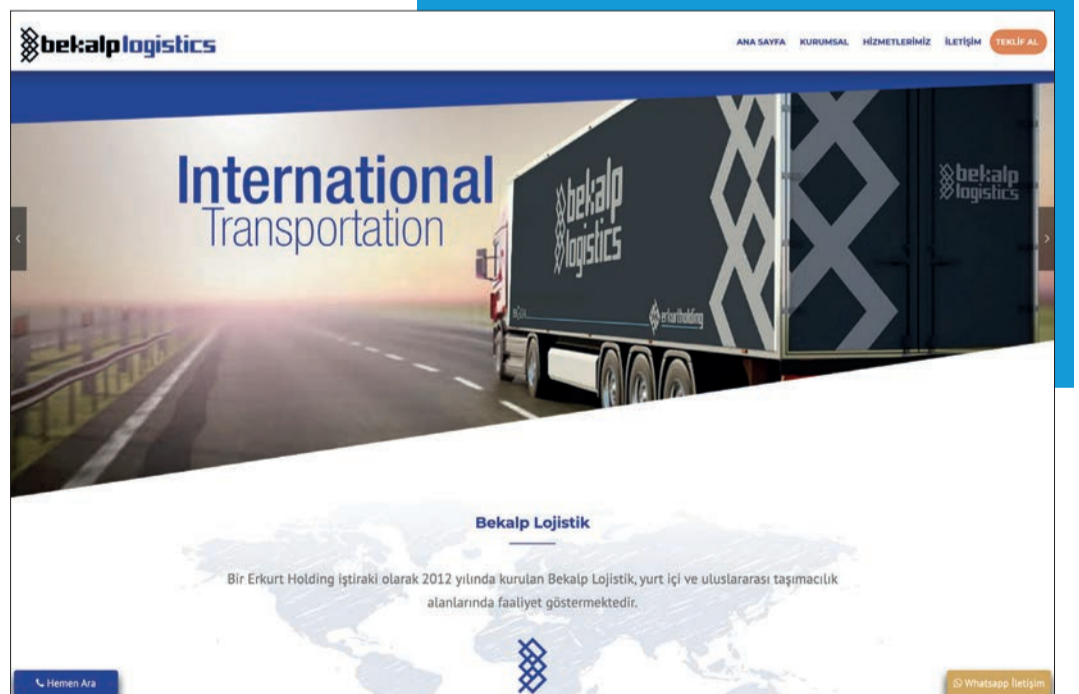 bekalplogistics
ANA SAYFA KURUMSAL HİZMETLERİMİZ İLETİŞİM TEKLİF AL
International
Transportation
bekalp
logistics
erkurtholding
bekalp
logistics
Bekalp Lojistik
Bir Erkurt Holding iştiraki olarak 2012 yılında kurulan Bekalp Lojistik, yurt içi ve uluslararası taşımacılık
alanlarında faaliyet göstermektedir.
Hemen Ara
Whatsapp İletişim